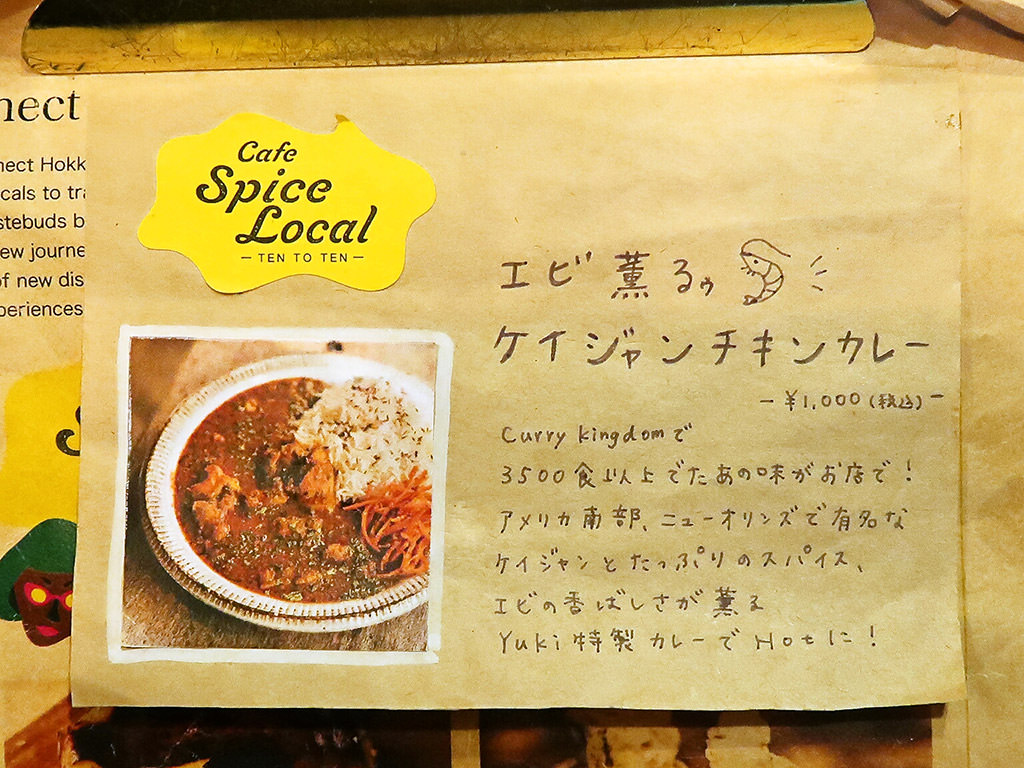 nect
nect Hokk
cals to tra
stebuds b
ew journe
of new dis
periences
Cafe
Spice
Local
— TEN TO TEN —
エビ 薫るゥ
ケイジャンチキンカレー
- ¥1,000 (税込) -
Curry kingdomで
3500食以上でたあの味がお店で！
アメリカ南部、ニューオリンズで有名な
ケイジャンとたっぷりのスパイス、
エビの香ばしさが薫る
Yuki特製カレーでHotに！